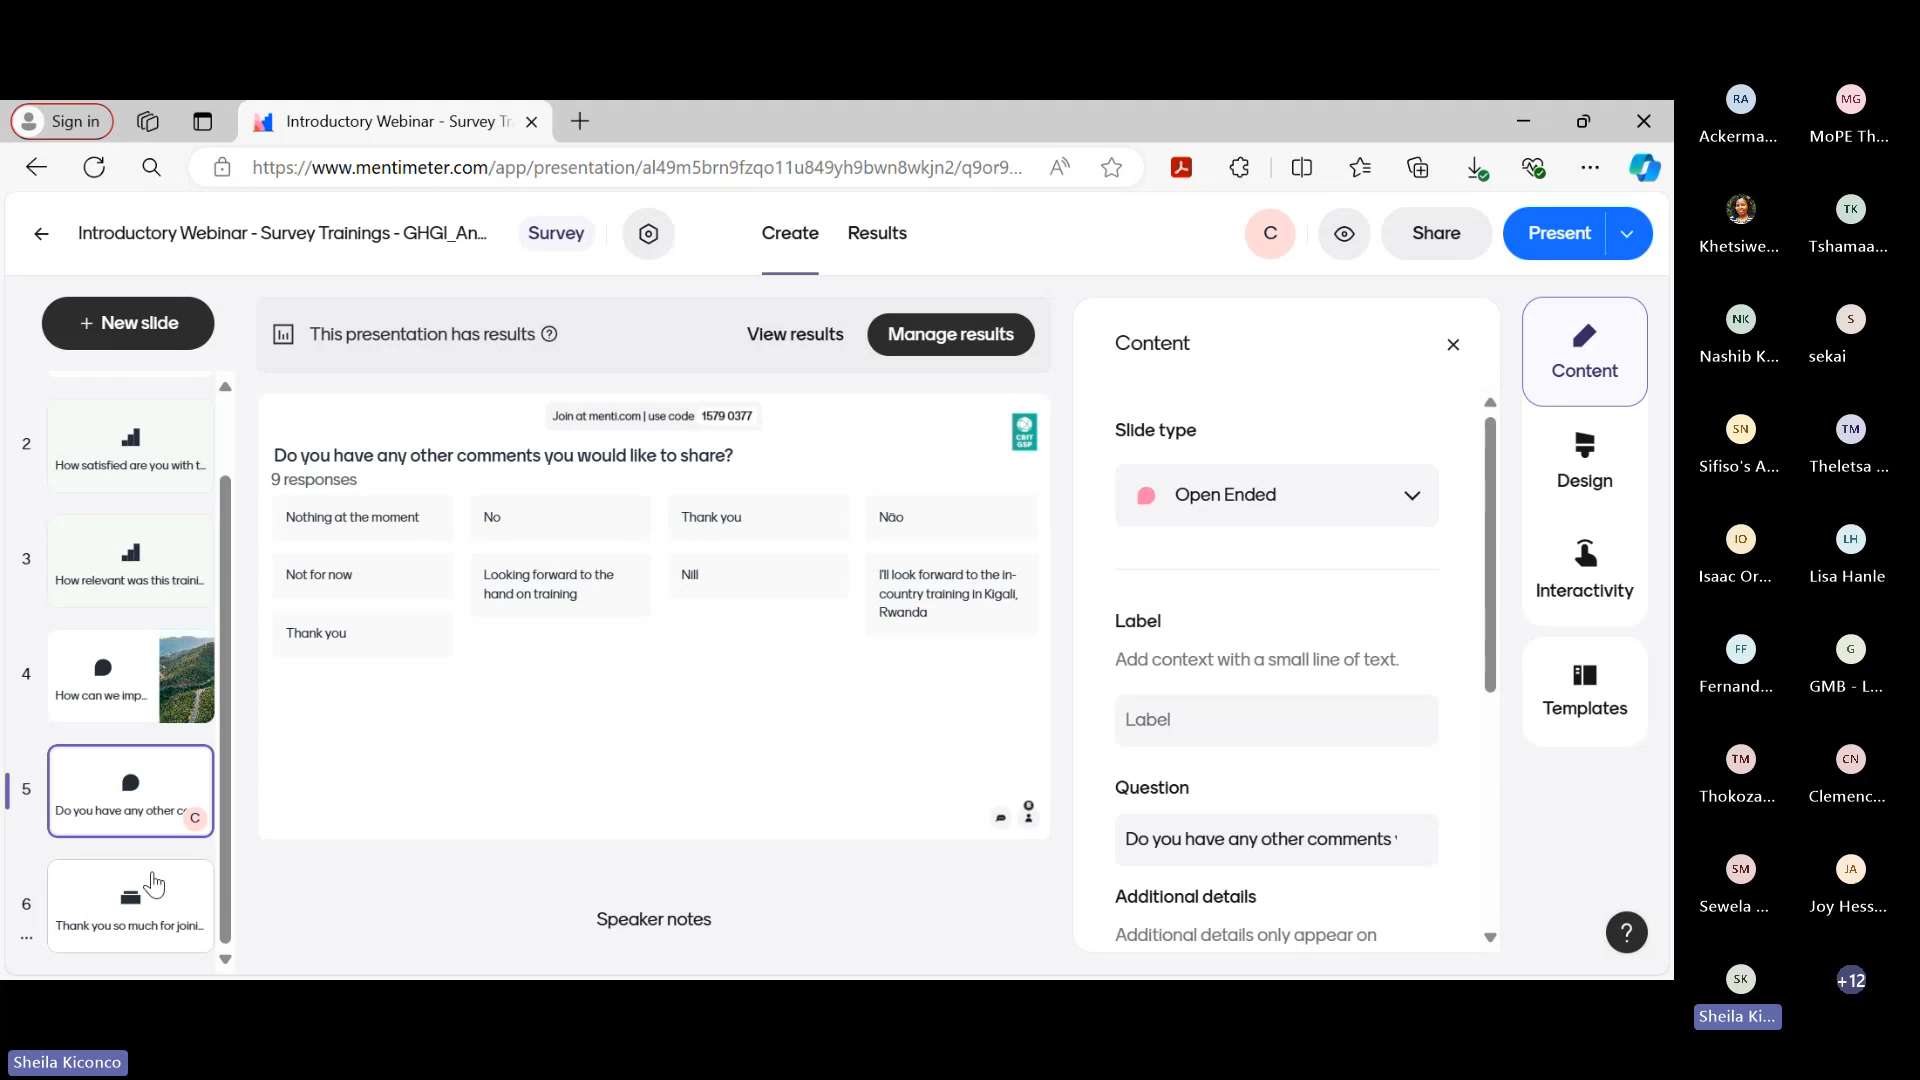 Sign in
Introductory Webinar - Survey Tr
https://www.mentimeter.com/app/presentation/al49m5brn9fzqo11u849yh9bwn8wkjn2/q9or9...
Introductory Webinar - Survey Trainings - GHGI_An...
Survey
Create
Results
C
Share
Present
+ New slide
2
How satisfied are you with t...
3
How relevant was this traini...
4
How can we imp...
5
Do you have any other co
C
6
...
Thank you so much for joini...
This presentation has results
View results
Manage results
Join at menti.com | use code 1579 0377
CBIT
GSP
Do you have any other comments you would like to share?
9 responses
Nothing at the moment
No
Thank you
Não
Not for now
Looking forward to the
hand on training
Nill
I'll look forward to the in-
country training in Kigali,
Rwanda
Thank you
0
Speaker notes
Content
Slide type
Open Ended
Label
Add context with a small line of text.
Label
Question
Do you have any other comments
Additional details
Additional details only appear on
Content
Design
Interactivity
Templates
?
RA
Ackerma...
MG
MoPE Th...
Khetsiwe...
TK
Tshamaa...
NK
Nashib K...
S
sekai
SN
Sifiso's A...
TM
Theletsa ...
IO
Isaac Or...
LH
Lisa Hanle
FF
Fernand...
G
GMB - L...
TM
Thokoza...
CN
Clemenc...
SM
Sewela ...
JA
Joy Hess...
SK
Sheila Ki...
+12
Sheila Kiconco